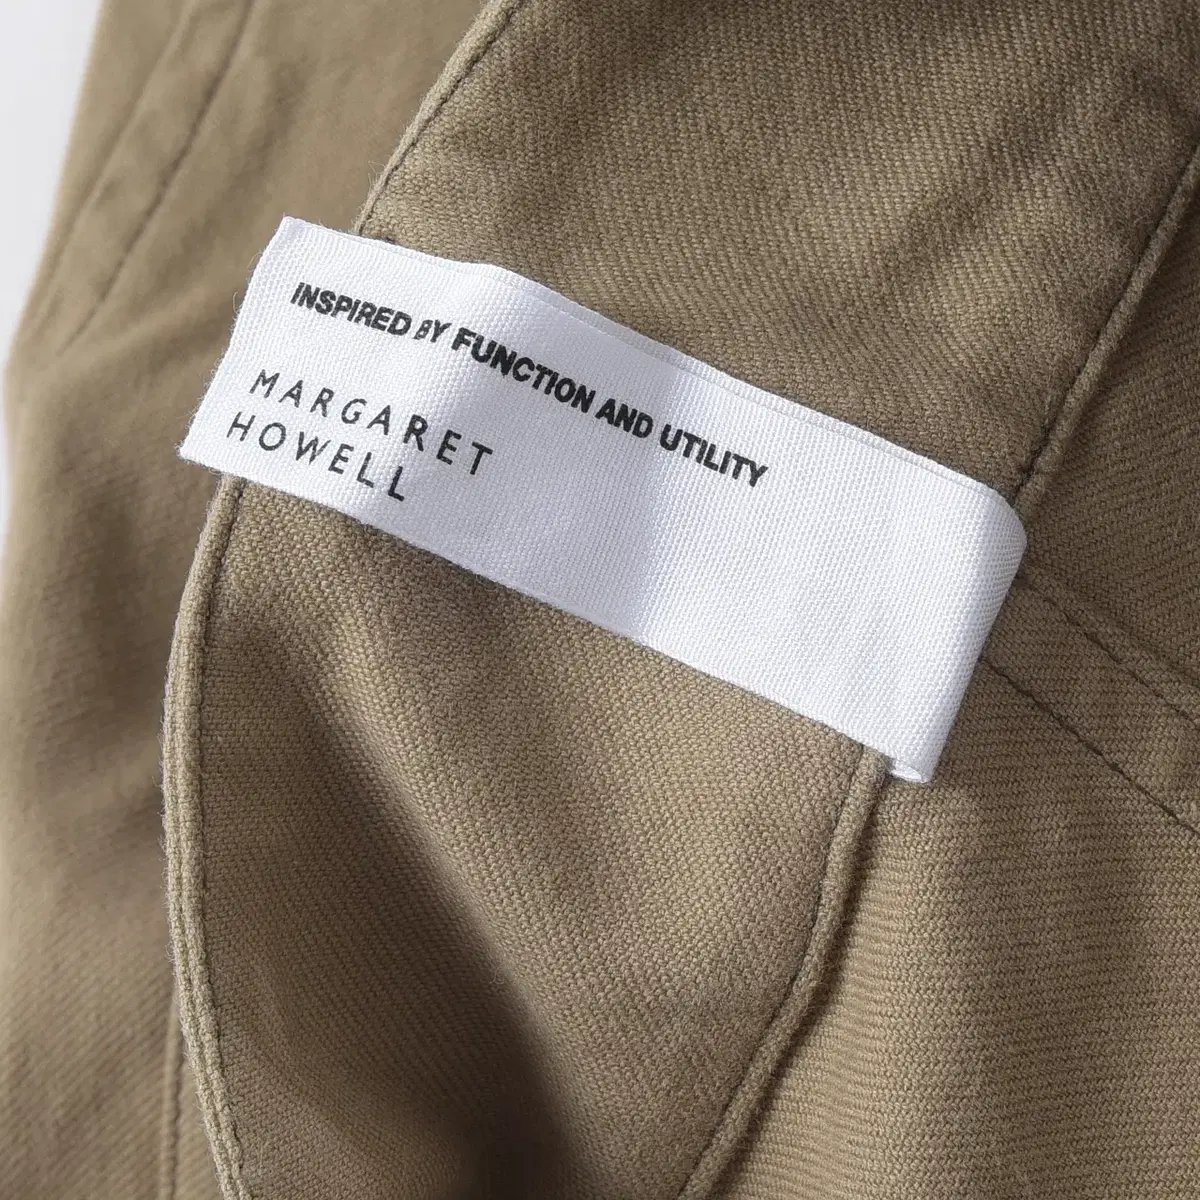 INSPIRED BY FUNCTION AND UTILITY
MARGARET
HOWELL